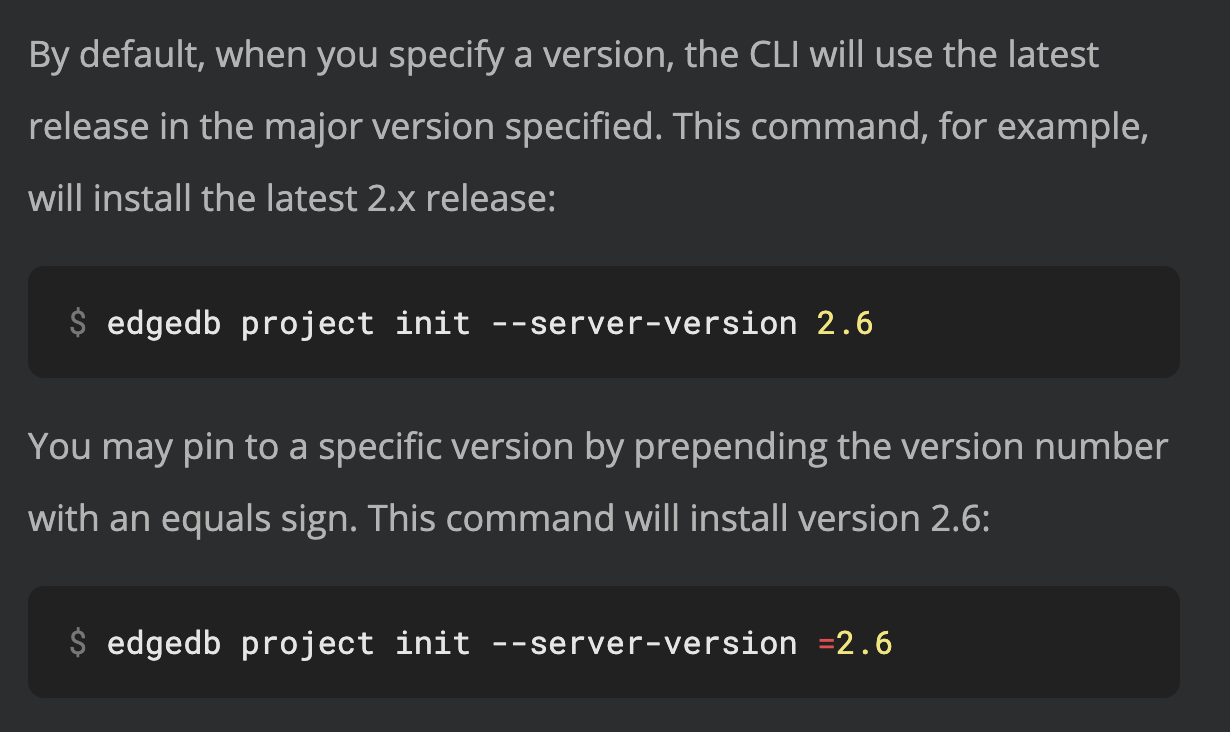 By default, when you specify a version, the CLI will use the latest
release in the major version specified. This command, for example,
will install the latest 2.x release:
$ edgedb project init --server-version 2.6
You may pin to a specific version by prepending the version number
with an equals sign. This command will install version 2.6:
$ edgedb project init --server-version =2.6